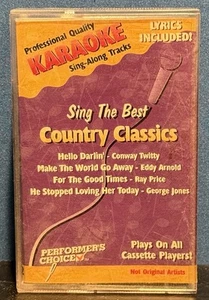 Professional Quality
KARAOKE
Sing-Along Tracks
LYRICS
INCLUDED!
Sing The Best
Country Classics
Hello Darlin' - Conway Twitty
Make The World Go Away - Eddy Arnold
For The Good Times - Ray Price
He Stopped Loving Her Today - George Jones
PERFORMER'S
CHOICE
Plays On All
Cassette Players!
Not Original Artists